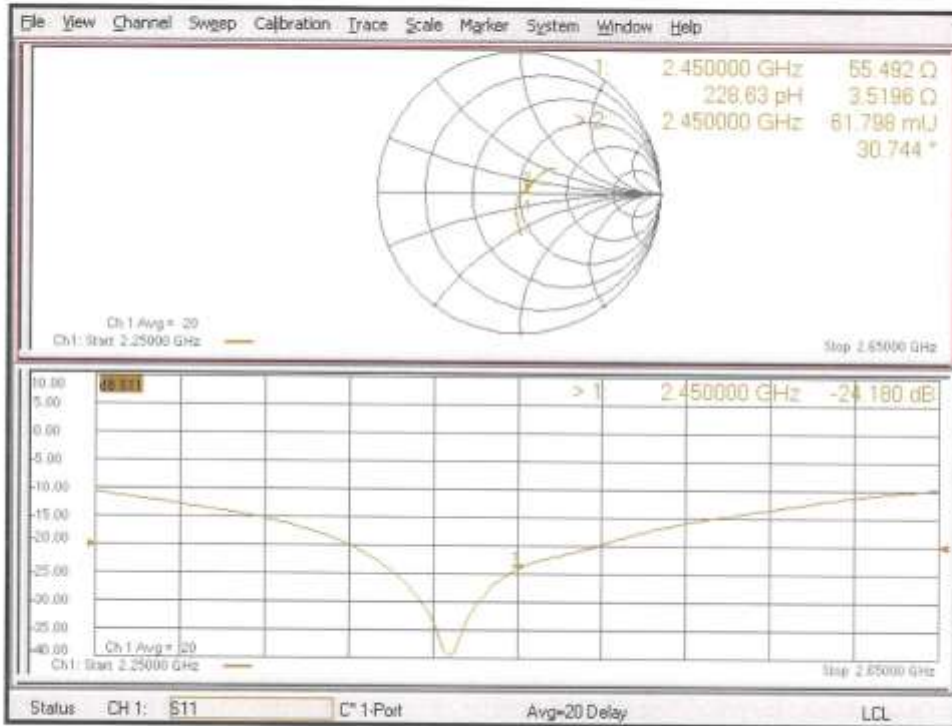 File View Channel Sweep Calibration Trace Scale Marker System Window Help
1: 2.450000 GHz 55.492 Ω
228.63 pH 3.5196 Ω
> 2: 2.450000 GHz 61.798 mU
30.744 °
Ch 1 Avg = 20
Ch1: Start 2.25000 GHz
Stop 2.65000 GHz
10.00
dB S11
> 1: 2.450000 GHz -24.180 dB
5.00
0.00
-5.00
-10.00
-15.00
-20.00
-25.00
-30.00
-35.00
-40.00
Ch 1 Avg = 20
Ch1: Start 2.25000 GHz
Stop 2.65000 GHz
Status CH 1: S11 C* 1-Port Avg=20 Delay LCL